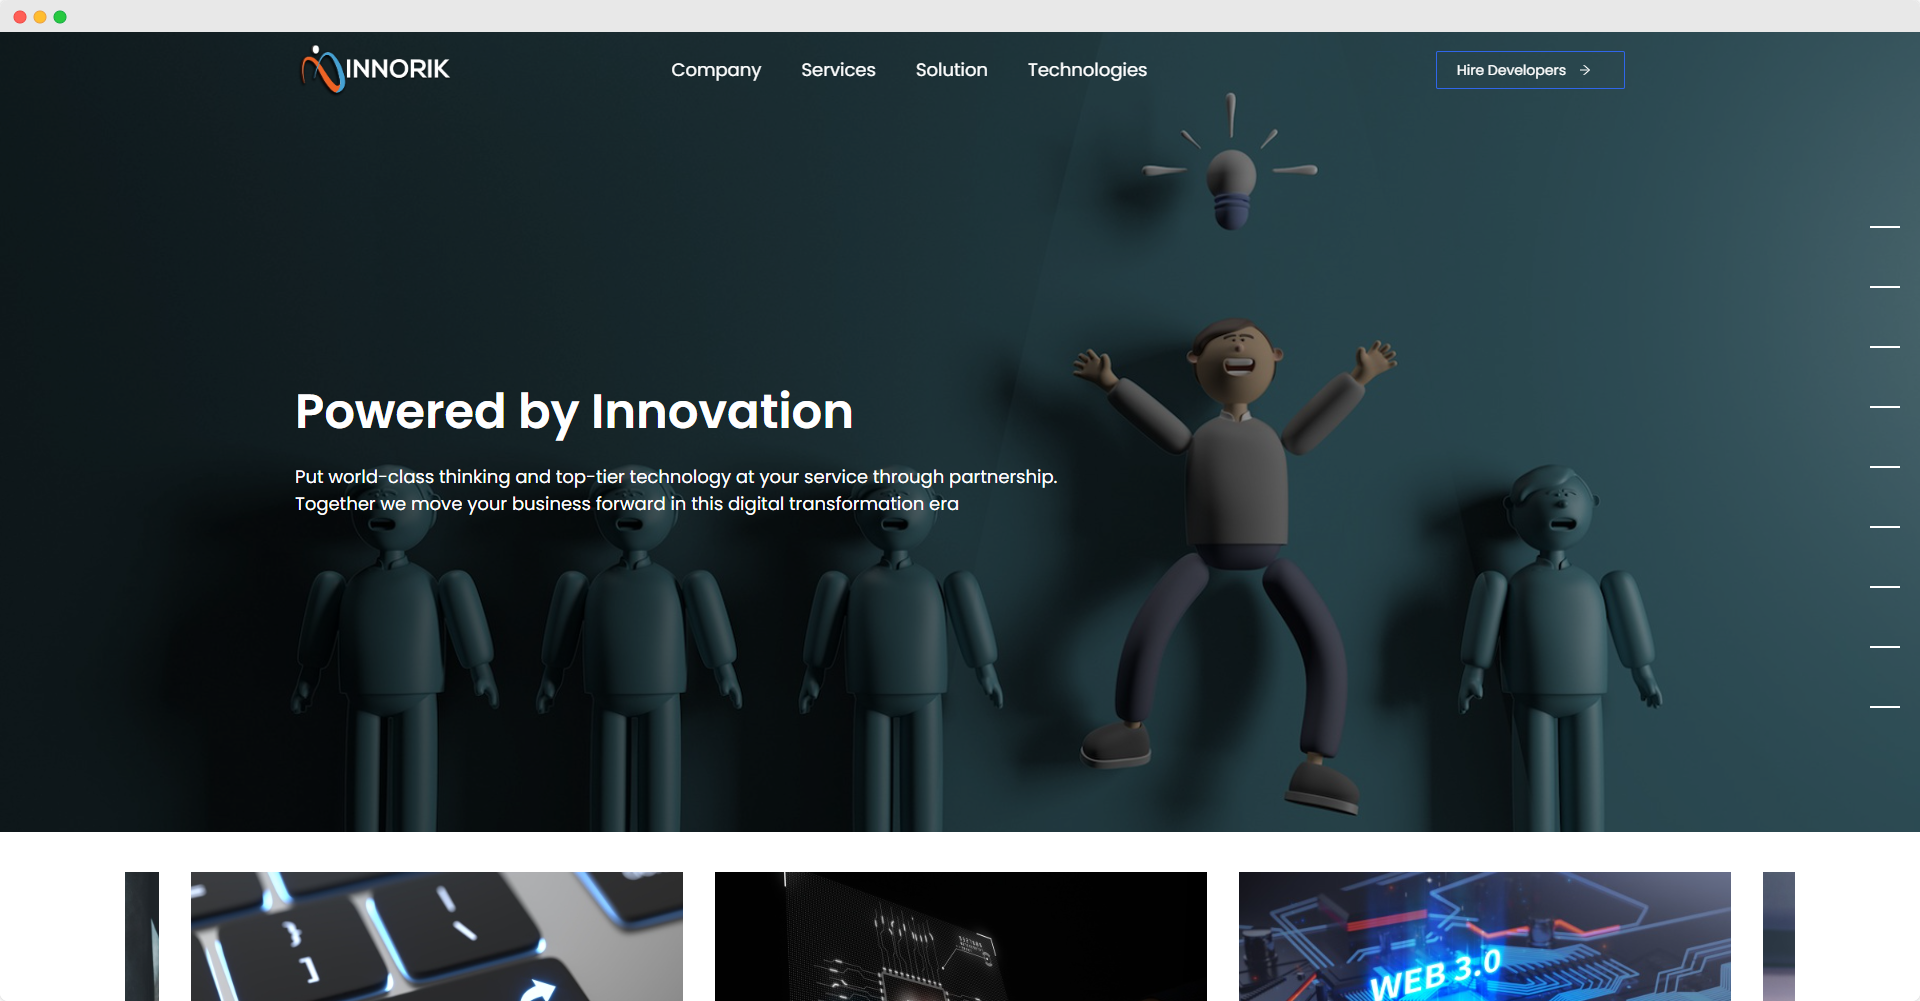 INNORIK
Company
Services
Solution
Technologies
Hire Developers
Powered by Innovation
Put world-class thinking and top-tier technology at your service through partnership.
Together we move your business forward in this digital transformation era
WEB 3.0